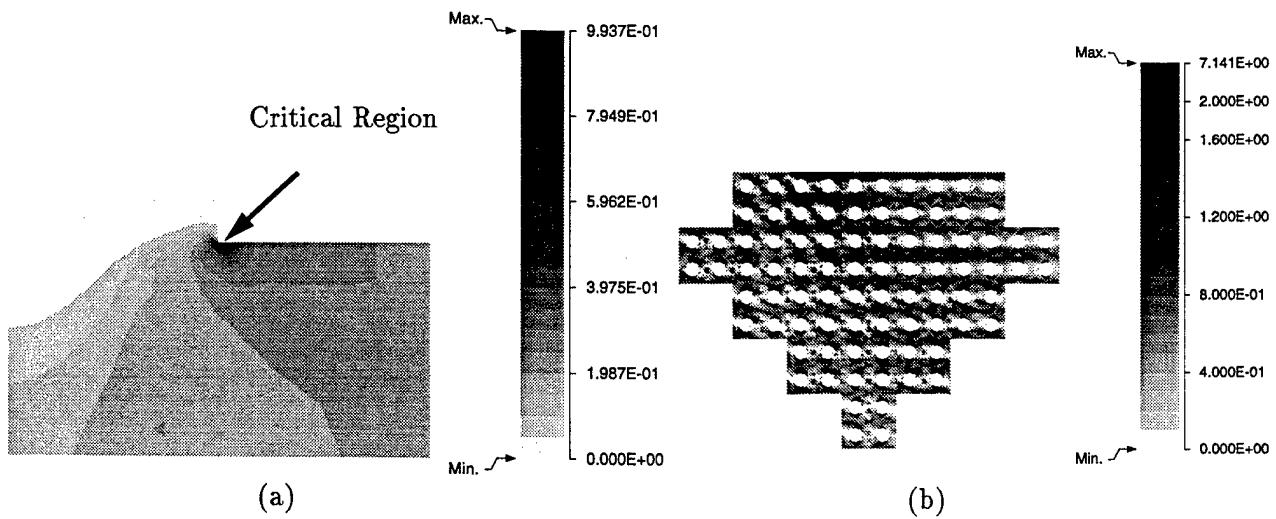 Max.
9.937E-01
7.949E-01
5.962E-01
3.975E-01
1.987E-01
0.000E+00
Min.
Critical Region
(a)
Max.
7.141E+00
2.000E+00
1.600E+00
1.200E+00
8.000E-01
4.000E-01
0.000E+00
Min.
(b)